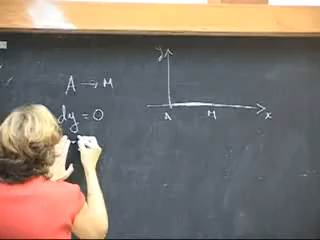 A → M
dy = 0
y
A M x